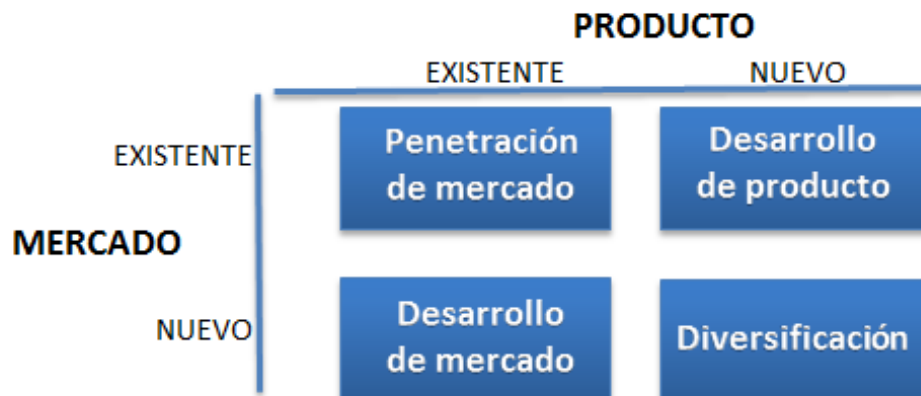 PRODUCTO
EXISTENTE NUEVO
EXISTENTE
Penetración
de mercado
Desarrollo
de producto
MERCADO
NUEVO
Desarrollo
de mercado
Diversificación